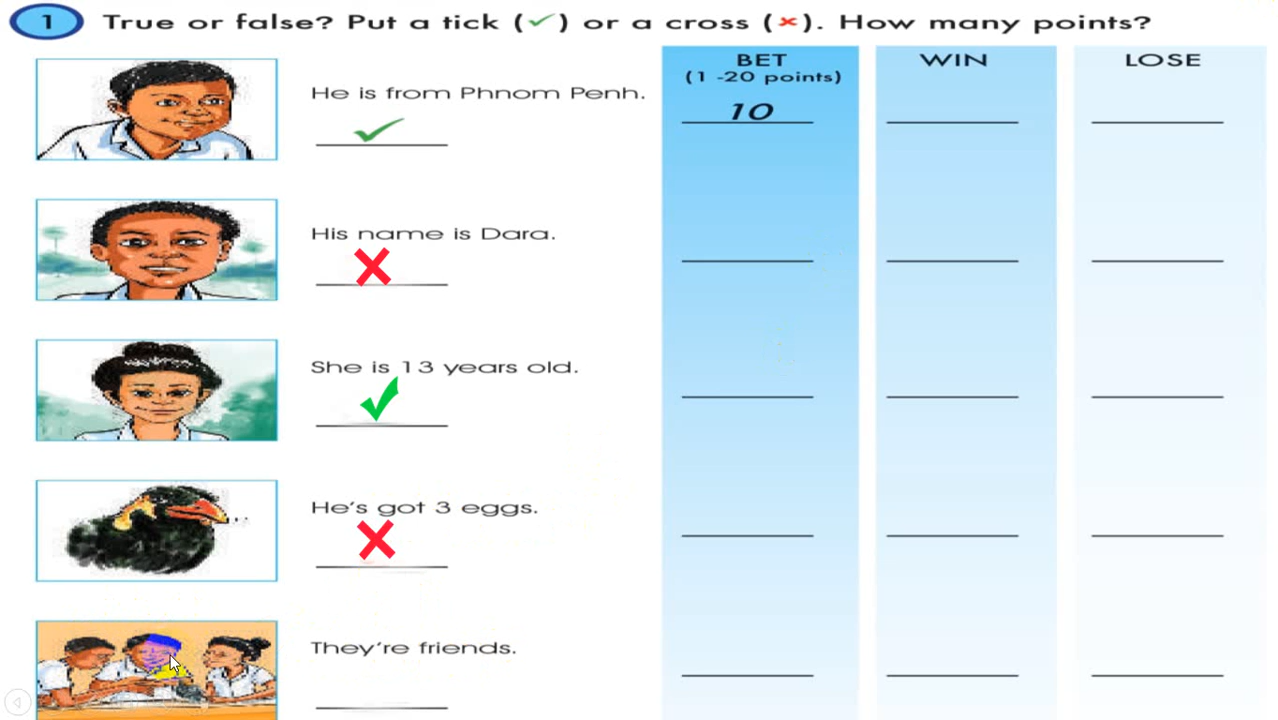 1 True or false? Put a tick (✓) or a cross (×). How many points?
BET WIN LOSE
(1 -20 points)
He is from Phnom Penh.
10
His name is Dara.
She is 13 years old.
He's got 3 eggs.
They're friends.